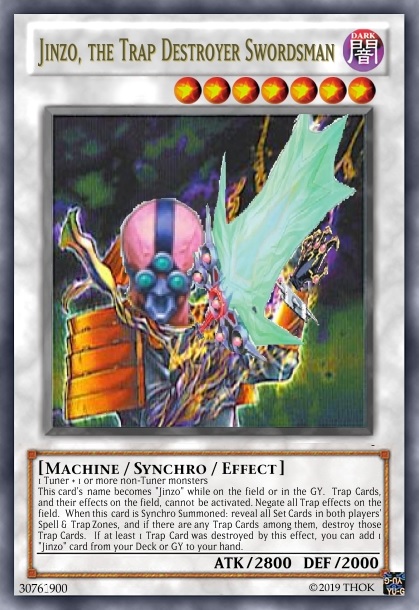 JINZO, THE TRAP DESTROYER SWORDSMAN
DARK
闇
[MACHINE / SYNCHRO / EFFECT]
1 Tuner + 1 or more non-Tuner monsters
This card's name becomes "Jinzo" while on the field or in the GY. Trap Cards,
and their effects on the field, cannot be activated. Negate all Trap effects on the
field. When this card is Synchro Summoned: reveal all Set Cards in both players'
Spell & Trap Zones, and if there are any Trap Cards among them, destroy those
Trap Cards. If at least 1 Trap Card was destroyed by this effect, you can add 1
"Jinzo" card from your Deck or GY to your hand.
ATK/2800 DEF/2000
©2019 THOK